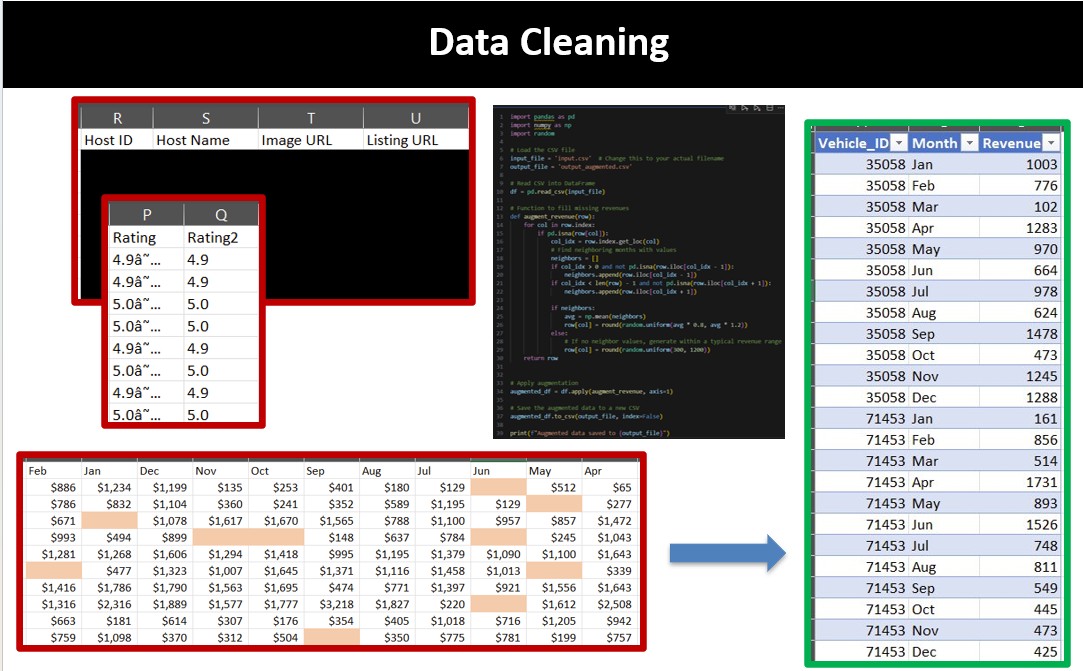 Data Cleaning
R S T U
Host ID Host Name Image URL Listing URL
P Q
Rating Rating2
4.9â˜... 4.9
4.9â˜... 4.9
5.0â˜... 5.0
5.0â˜... 5.0
4.9â˜... 4.9
5.0â˜... 5.0
4.9â˜... 4.9
5.0â˜... 5.0
1 import pandas as pd
2 import numpy as np
3 import random
4
5 # Load the CSV file
6 input_file = 'input.csv' # Change this to your actual filename
7 output_file = 'output_augmented.csv'
8
9 # Read CSV into DataFrame
10 df = pd.read_csv(input_file)
11
12 # Function to fill missing revenues
13 def augment_revenue(row):
14 for col in row.index:
15 if pd.isna(row[col]):
16 col_idx = row.index.get_loc(col)
17 # Find neighboring months with values
18 neighbors = []
19 if col_idx > 0 and not pd.isna(row.iloc[col_idx - 1]):
20 neighbors.append(row.iloc[col_idx - 1])
21 if col_idx < len(row) - 1 and not pd.isna(row.iloc[col_idx + 1]):
22 neighbors.append(row.iloc[col_idx + 1])
23
24 if neighbors:
25 avg = np.mean(neighbors)
26 row[col] = round(random.uniform(avg * 0.8, avg * 1.2))
27 else:
28 # If no neighbor values, generate within a typical revenue range
29 row[col] = round(random.uniform(300, 1200))
30 return row
31
32
33 # Apply augmentation
34 augmented_df = df.apply(augment_revenue, axis=1)
35
36 # Save the augmented data to a new CSV
37 augmented_df.to_csv(output_file, index=False)
38
39 print(f"Augmented data saved to {output_file}")
Feb Jan Dec Nov Oct Sep Aug Jul Jun May Apr
$886 $1,234 $1,199 $135 $253 $401 $180 $129 $512 $65
$786 $832 $1,104 $360 $241 $352 $589 $1,195 $129 $277
$671 $1,078 $1,617 $1,670 $1,565 $788 $1,100 $957 $857 $1,472
$993 $494 $899 $148 $637 $784 $245 $1,043
$1,281 $1,268 $1,606 $1,294 $1,418 $995 $1,195 $1,379 $1,090 $1,100 $1,643
$477 $1,323 $1,007 $1,645 $1,371 $1,116 $1,458 $1,013 $339
$1,416 $1,786 $1,790 $1,563 $1,695 $474 $771 $1,397 $921 $1,556 $1,643
$1,316 $2,316 $1,889 $1,577 $1,777 $3,218 $1,827 $220 $1,612 $2,508
$663 $181 $614 $307 $176 $354 $405 $1,018 $716 $1,205 $942
$759 $1,098 $370 $312 $504 $350 $775 $781 $199 $757
Vehicle_ID Month Revenue
35058 Jan 1003
35058 Feb 776
35058 Mar 102
35058 Apr 1283
35058 May 970
35058 Jun 664
35058 Jul 978
35058 Aug 624
35058 Sep 1478
35058 Oct 473
35058 Nov 1245
35058 Dec 1288
71453 Jan 161
71453 Feb 856
71453 Mar 514
71453 Apr 1731
71453 May 893
71453 Jun 1526
71453 Jul 748
71453 Aug 811
71453 Sep 549
71453 Oct 445
71453 Nov 473
71453 Dec 425